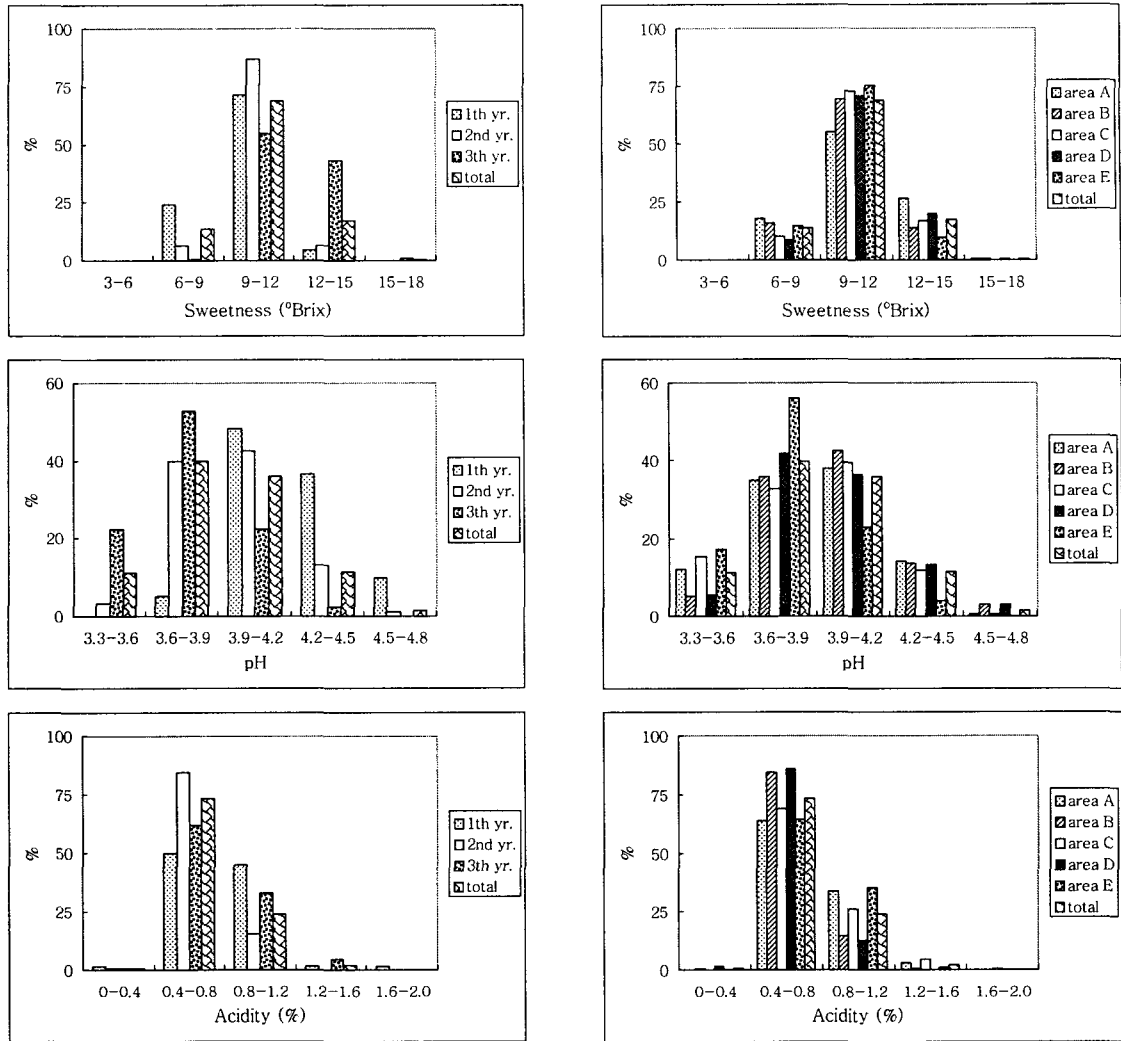 100
75
50
25
0
%
3-6 6-9 9-12 12-15 15-18
Sweetness (°Brix)
1th yr.
2nd yr.
3th yr.
total
100
75
50
25
0
%
3-6 6-9 9-12 12-15 15-18
Sweetness (°Brix)
area A
area B
area C
area D
area E
total
60
40
20
0
%
3.3-3.6 3.6-3.9 3.9-4.2 4.2-4.5 4.5-4.8
pH
1th yr.
2nd yr.
3th yr.
total
60
40
20
0
%
3.3-3.6 3.6-3.9 3.9-4.2 4.2-4.5 4.5-4.8
pH
area A
area B
area C
area D
area E
total
100
75
50
25
0
%
0-0.4 0.4-0.8 0.8-1.2 1.2-1.6 1.6-2.0
Acidity (%)
1th yr.
2nd yr.
3th yr.
total
100
75
50
25
0
%
0-0.4 0.4-0.8 0.8-1.2 1.2-1.6 1.6-2.0
Acidity (%)
area A
area B
area C
area D
area E
total